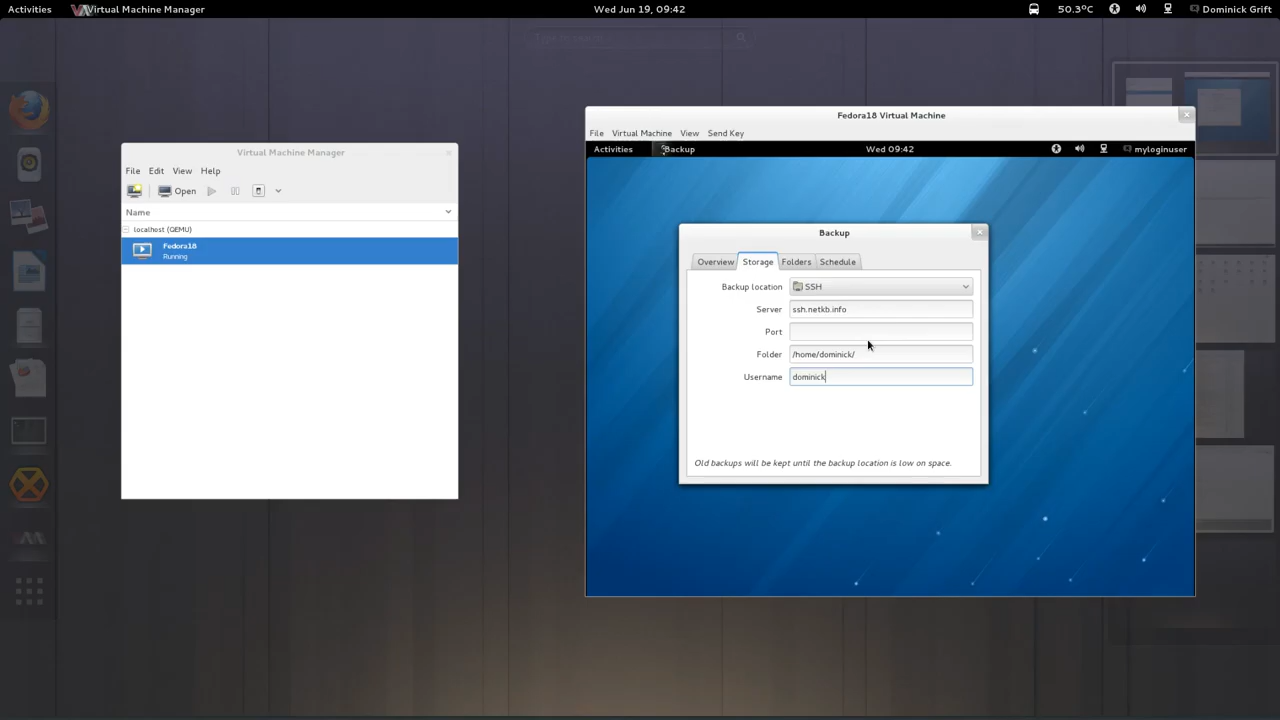 Activities
Virtual Machine Manager
Wed Jun 19, 09:42
50.3°C
Dominick Grift
Type to search...
Virtual Machine Manager
File Edit View Help
Open
Name
localhost (QEMU)
Fedora18
Running
Fedora18 Virtual Machine
File Virtual Machine View Send Key
Activities
Backup
Wed 09:42
myloginuser
Backup
Overview Storage Folders Schedule
Backup location SSH
Server ssh.netkb.info
Port
Folder /home/dominick/
Username dominick
Old backups will be kept until the backup location is low on space.